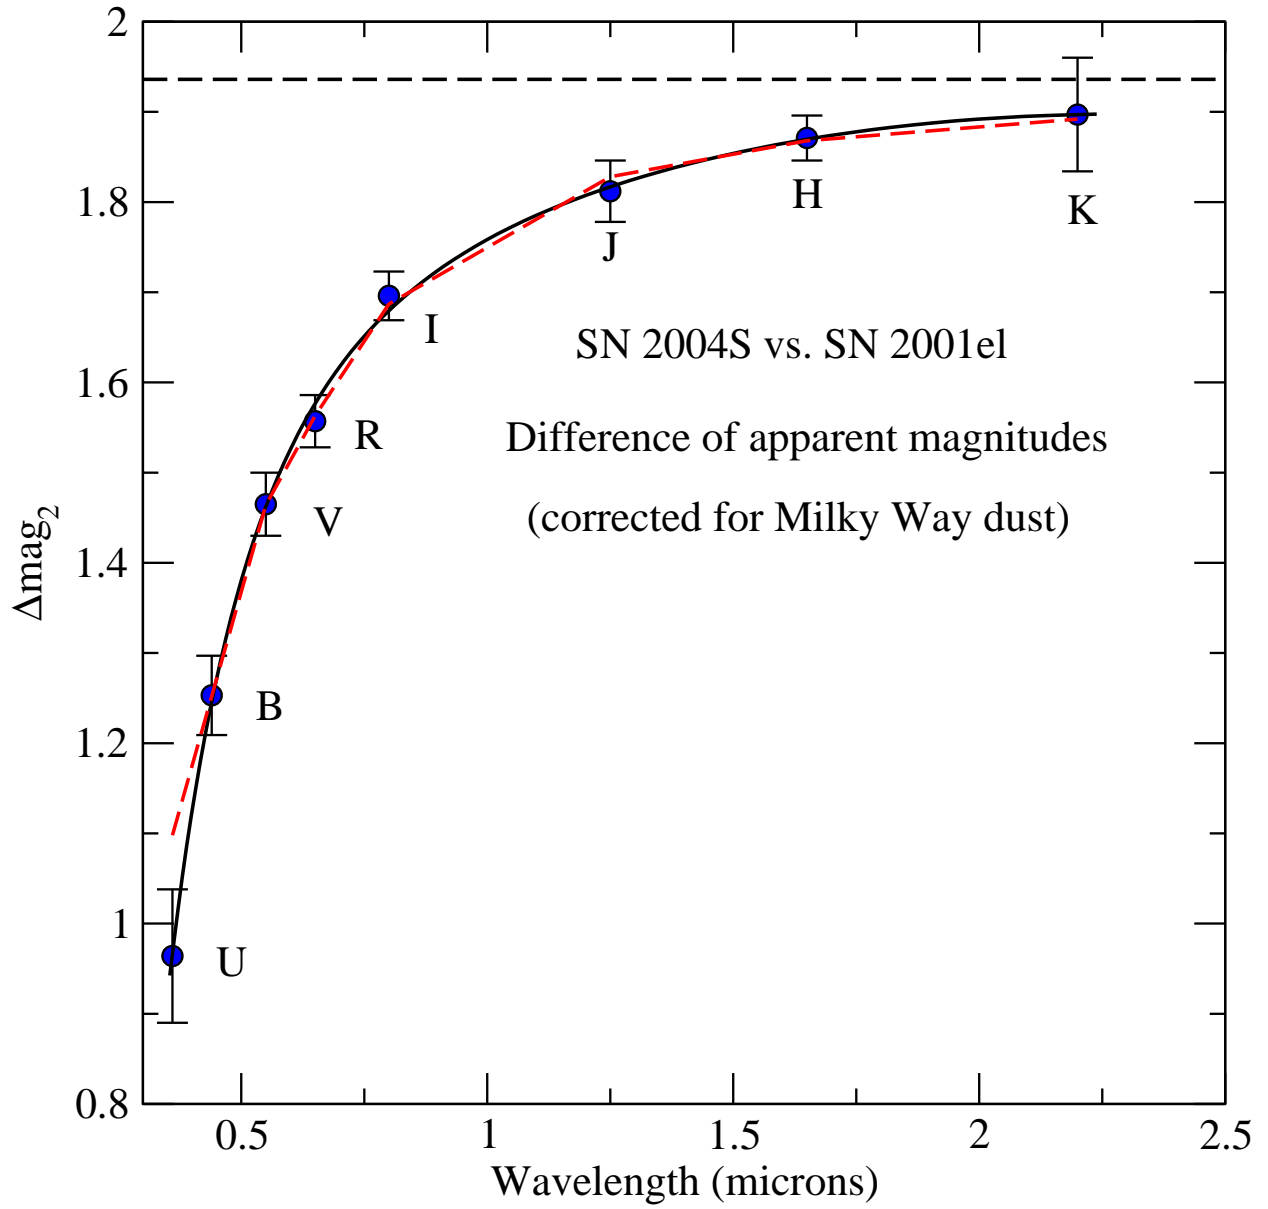 2
1.8
1.6
1.4
1.2
1
0.8
Δmag₂
U
B
V
R
I
J
H
K
SN 2004S vs. SN 2001el
Difference of apparent magnitudes
(corrected for Milky Way dust)
0.5 1 1.5 2 2.5
Wavelength (microns)